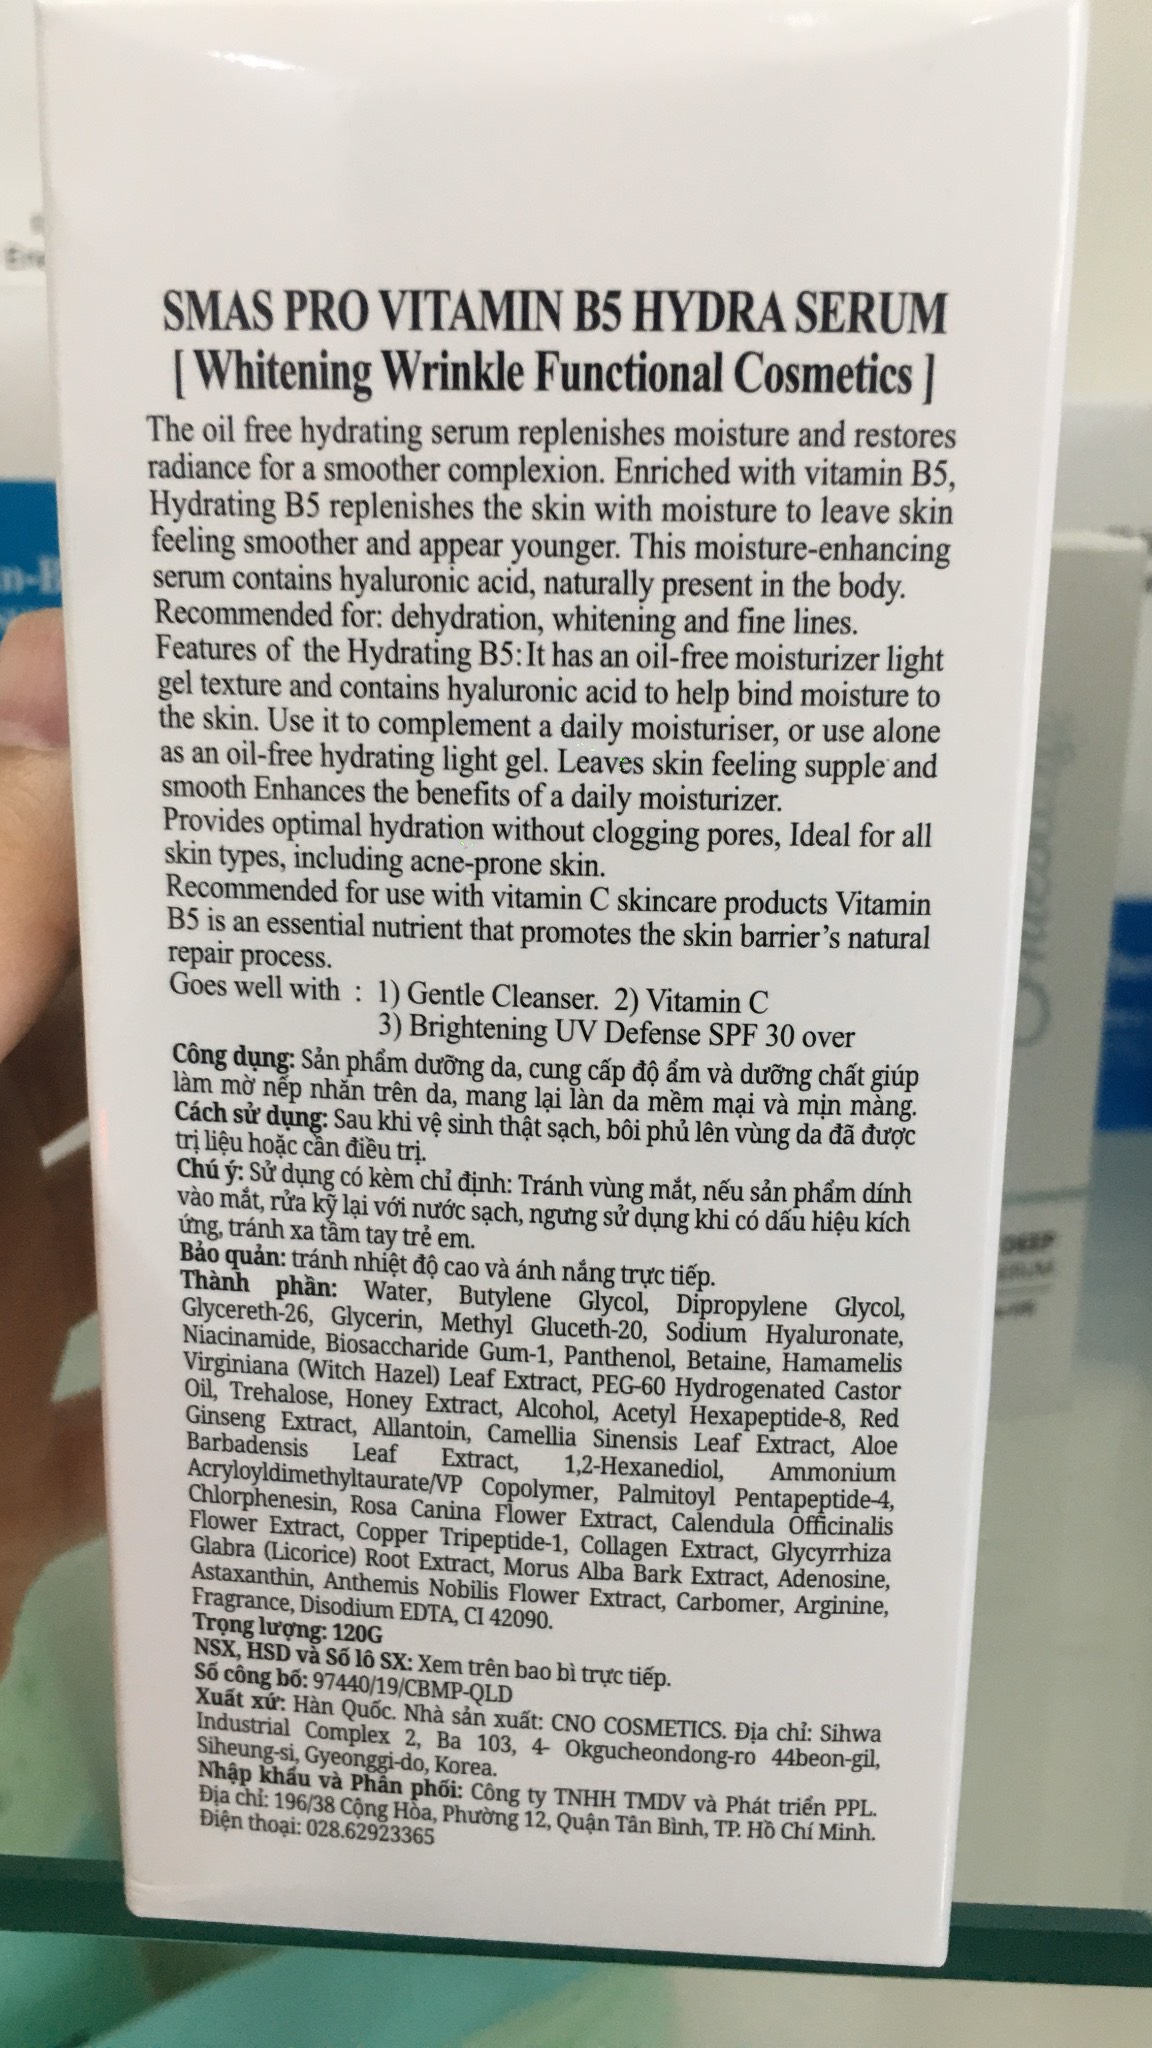 SMAS PRO VITAMIN B5 HYDRA SERUM
[ Whitening Wrinkle Functional Cosmetics ]
The oil free hydrating serum replenishes moisture and restores
radiance for a smoother complexion. Enriched with vitamin B5,
Hydrating B5 replenishes the skin with moisture to leave skin
feeling smoother and appear younger. This moisture-enhancing
serum contains hyaluronic acid, naturally present in the body.
Recommended for: dehydration, whitening and fine lines.
Features of the Hydrating B5: It has an oil-free moisturizer light
gel texture and contains hyaluronic acid to help bind moisture to
the skin. Use it to complement a daily moisturiser, or use alone
as an oil-free hydrating light gel. Leaves skin feeling supple and
smooth Enhances the benefits of a daily moisturizer.
Provides optimal hydration without clogging pores, Ideal for all
skin types, including acne-prone skin.
Recommended for use with vitamin C skincare products Vitamin
B5 is an essential nutrient that promotes the skin barrier's natural
repair process.
Goes well with : 1) Gentle Cleanser. 2) Vitamin C
3) Brightening UV Defense SPF 30 over
Công dụng: Sản phẩm dưỡng da, cung cấp độ ẩm và dưỡng chất giúp
làm mờ nếp nhăn trên da, mang lại làn da mềm mại và mịn màng.
Cách sử dụng: Sau khi vệ sinh thật sạch, bôi phủ lên vùng da đã được
trị liệu hoặc cần điều trị.
Chú ý: Sử dụng có kèm chỉ định: Tránh vùng mắt, nếu sản phẩm dính
vào mắt, rửa kỹ lại với nước sạch, ngưng sử dụng khi có dấu hiệu kích
ứng, tránh xa tầm tay trẻ em.
Bảo quản: tránh nhiệt độ cao và ánh nắng trực tiếp.
Thành phần: Water, Butylene Glycol, Dipropylene Glycol,
Glycereth-26, Glycerin, Methyl Gluceth-20, Sodium Hyaluronate,
Niacinamide, Biosaccharide Gum-1, Panthenol, Betaine, Hamamelis
Virginiana (Witch Hazel) Leaf Extract, PEG-60 Hydrogenated Castor
Oil, Trehalose, Honey Extract, Alcohol, Acetyl Hexapeptide-8, Red
Ginseng Extract, Allantoin, Camellia Sinensis Leaf Extract, Aloe
Barbadensis Leaf Extract, 1,2-Hexanediol, Ammonium
Acryloyldimethyltaurate/VP Copolymer, Palmitoyl Pentapeptide-4,
Chlorphenesin, Rosa Canina Flower Extract, Calendula Officinalis
Flower Extract, Copper Tripeptide-1, Collagen Extract, Glycyrrhiza
Glabra (Licorice) Root Extract, Morus Alba Bark Extract, Adenosine,
Astaxanthin, Anthemis Nobilis Flower Extract, Carbomer, Arginine,
Fragrance, Disodium EDTA, CI 42090.
Trọng lượng: 120G
NSX, HSD và Số lô SX: Xem trên bao bì trực tiếp.
Số công bố: 97440/19/CBMP-QLD
Xuất xứ: Hàn Quốc. Nhà sản xuất: CNO COSMETICS. Địa chỉ: Sihwa
Industrial Complex 2, Ba 103, 4- Okgucheondong-ro 44beon-gil,
Siheung-si, Gyeonggi-do, Korea.
Nhập khẩu và Phân phối: Công ty TNHH TMDV và Phát triển PPL.
Địa chỉ: 196/38 Cộng Hòa, Phường 12, Quận Tân Bình, TP. Hồ Chí Minh.
Điện thoại: 028.62923365
DEEP